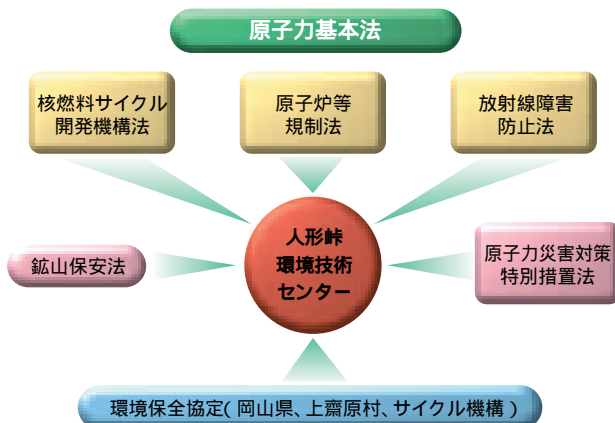 原子力基本法
核燃料サイクル
開発機構法
原子炉等
規制法
放射線障害
防止法
人形峠
環境技術
センター
鉱山保安法
原子力災害対策
特別措置法
環境保全協定(岡山県、上齋原村、サイクル機構)